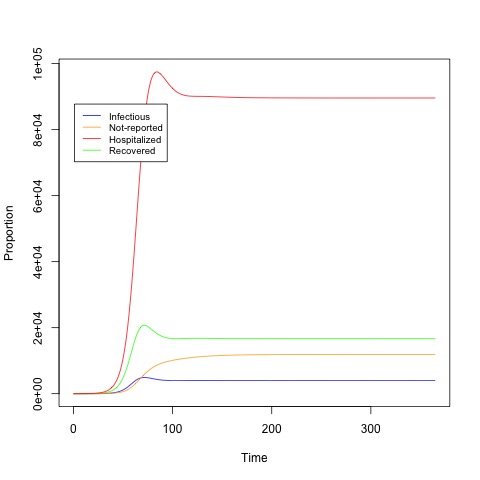 Proportion
1e+05
8e+04
6e+04
4e+04
2e+04
0e+00
Infectious
Not-reported
Hospitalized
Recovered
0 100 200 300
Time